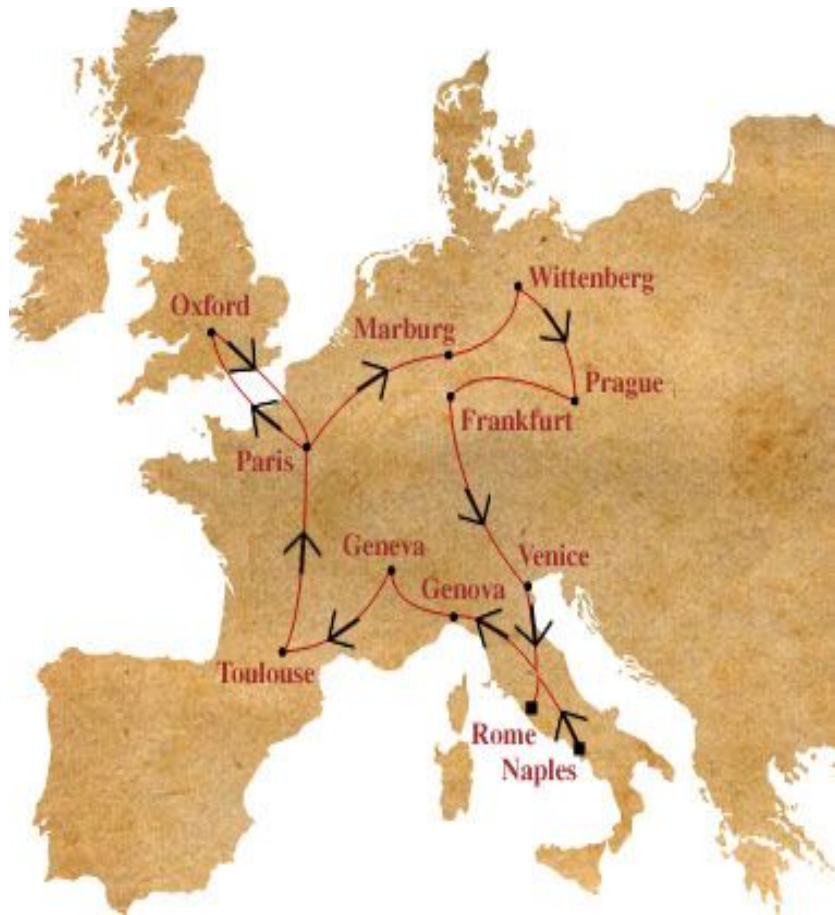 Wittenberg
Oxford
Marburg
Prague
Frankfurt
Paris
Geneva
Venice
Genova
Toulouse
Rome
Naples